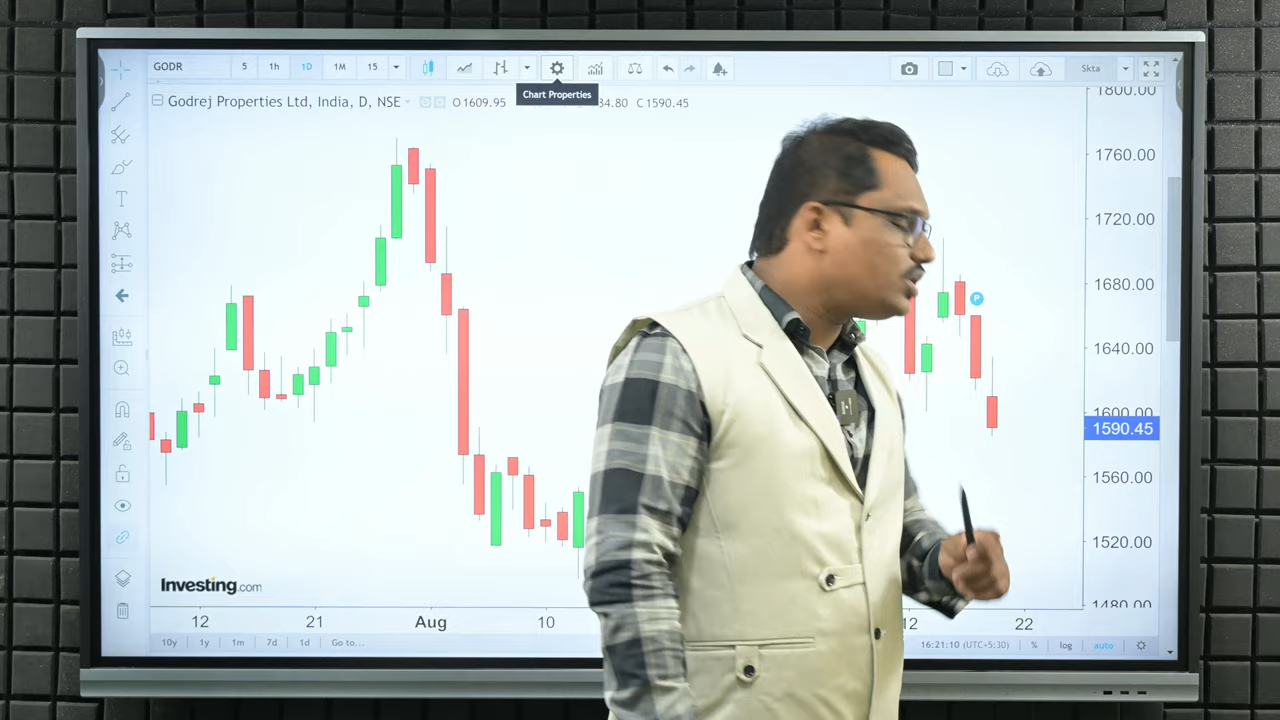 GODR 5 1h 1D 1M 15 Skta
Chart Properties
Godrej Properties Ltd, India, D, NSE O1609.95 84.80 C1590.45
1800.00
1760.00
1720.00
1680.00
P
1640.00
1600.00
1590.45
1560.00
1520.00
1480.00
T
Investing.com
12 21 Aug 10 12 22
10y 1y 1m 7d 1d Go to... 16:21:10 (UTC+5:30) % log auto